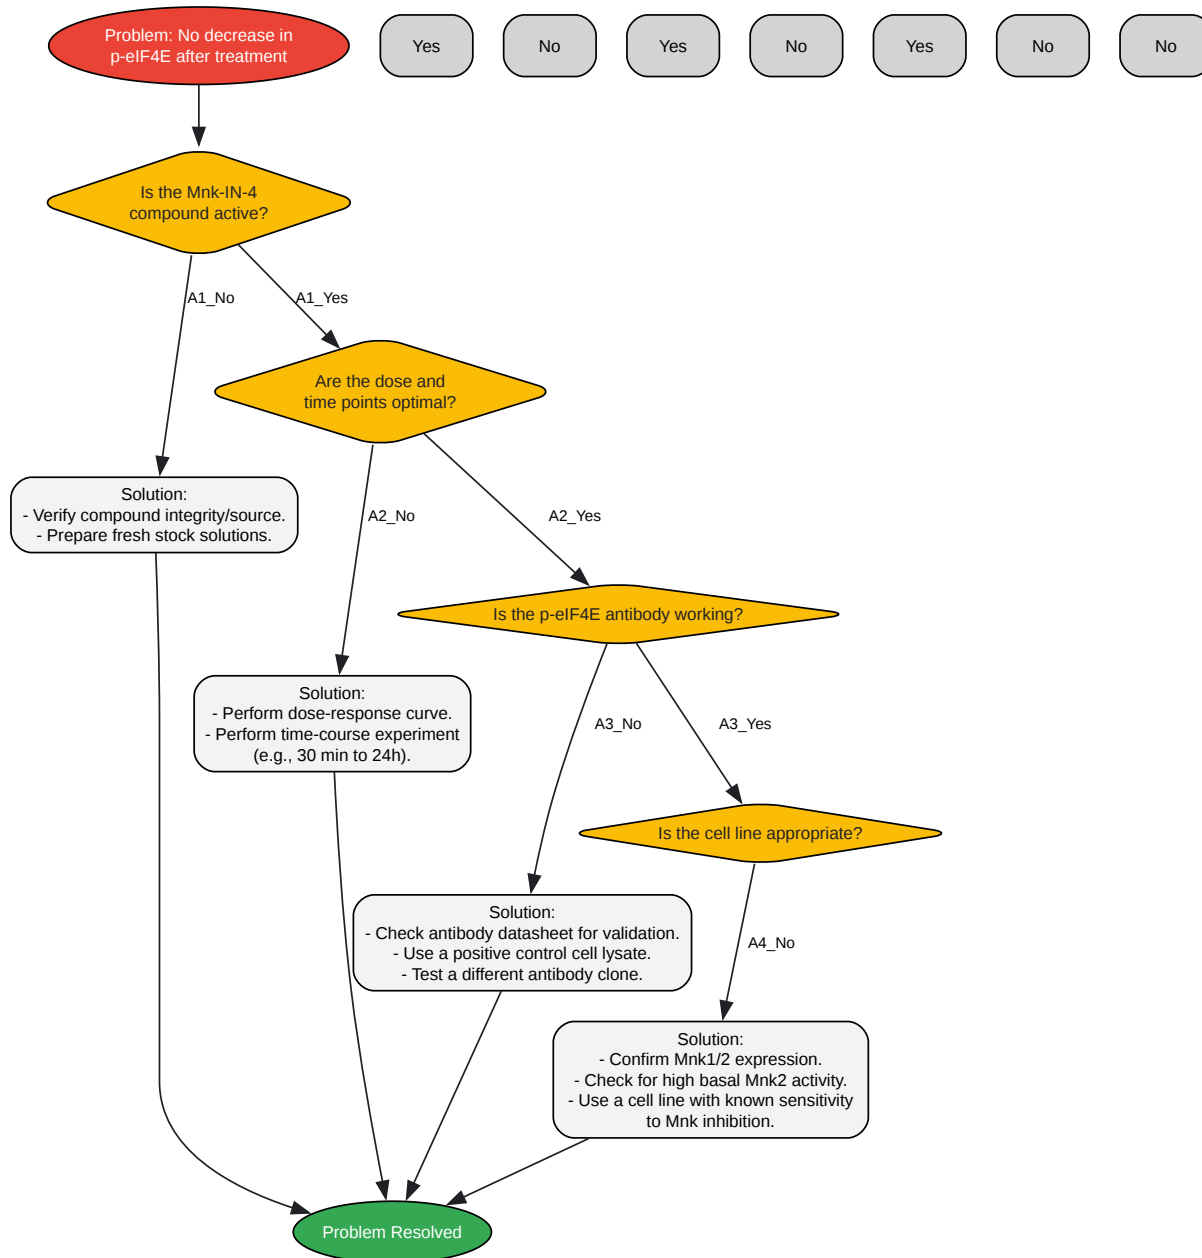 Problem: No decrease in
p-eIF4E after treatment
Yes
No
Yes
No
Yes
No
No
Is the Mnk-IN-4
compound active?
A1_No
A1_Yes
Are the dose and
time points optimal?
Solution:
- Verify compound integrity/source.
- Prepare fresh stock solutions.
A2_No
A2_Yes
Is the p-eIF4E antibody working?
Solution:
- Perform dose-response curve.
- Perform time-course experiment
(e.g., 30 min to 24h).
A3_No
A3_Yes
Is the cell line appropriate?
Solution:
- Check antibody datasheet for validation.
- Use a positive control cell lysate.
- Test a different antibody clone.
A4_No
Solution:
- Confirm Mnk1/2 expression.
- Check for high basal Mnk2 activity.
- Use a cell line with known sensitivity
to Mnk inhibition.
Problem Resolved